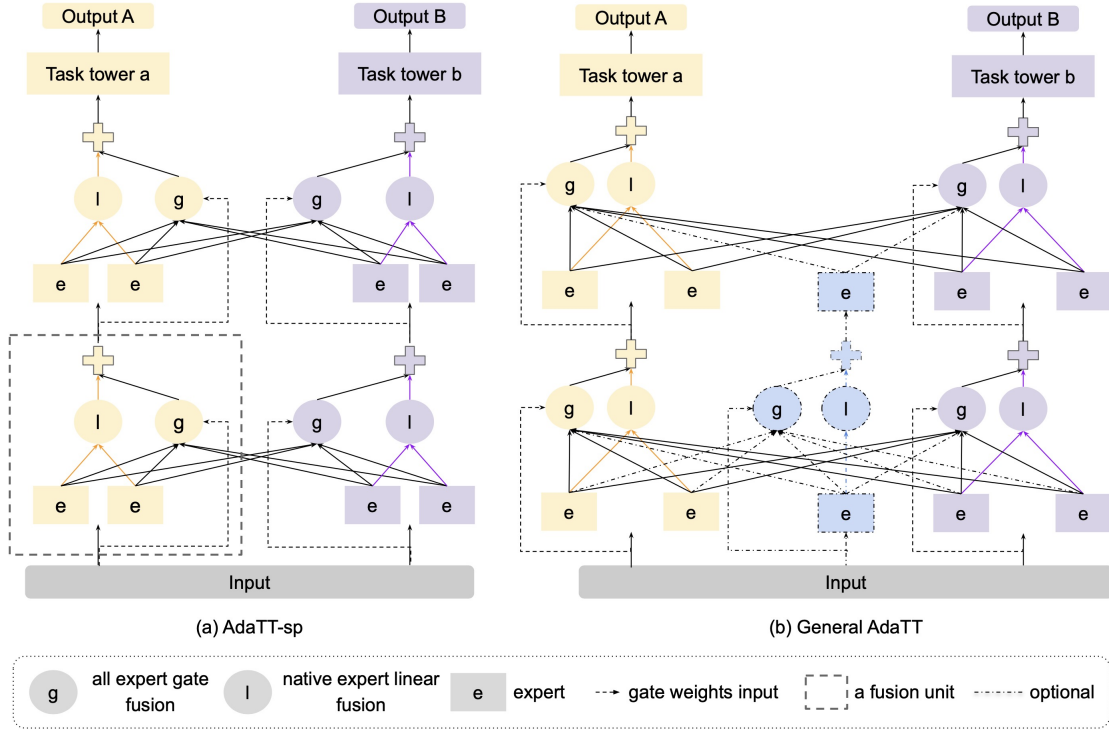 Output A
Output B
Output A
Output B
Task tower a
Task tower b
Task tower a
Task tower b
l
g
g
l
g
l
g
l
e
e
e
e
e
e
e
e
e
l
g
g
l
g
l
g
l
g
l
e
e
e
e
e
e
e
e
e
Input
Input
(a) AdaTT-sp
(b) General AdaTT
g
all expert gate
fusion
l
native expert linear
fusion
e
expert
gate weights input
a fusion unit
optional